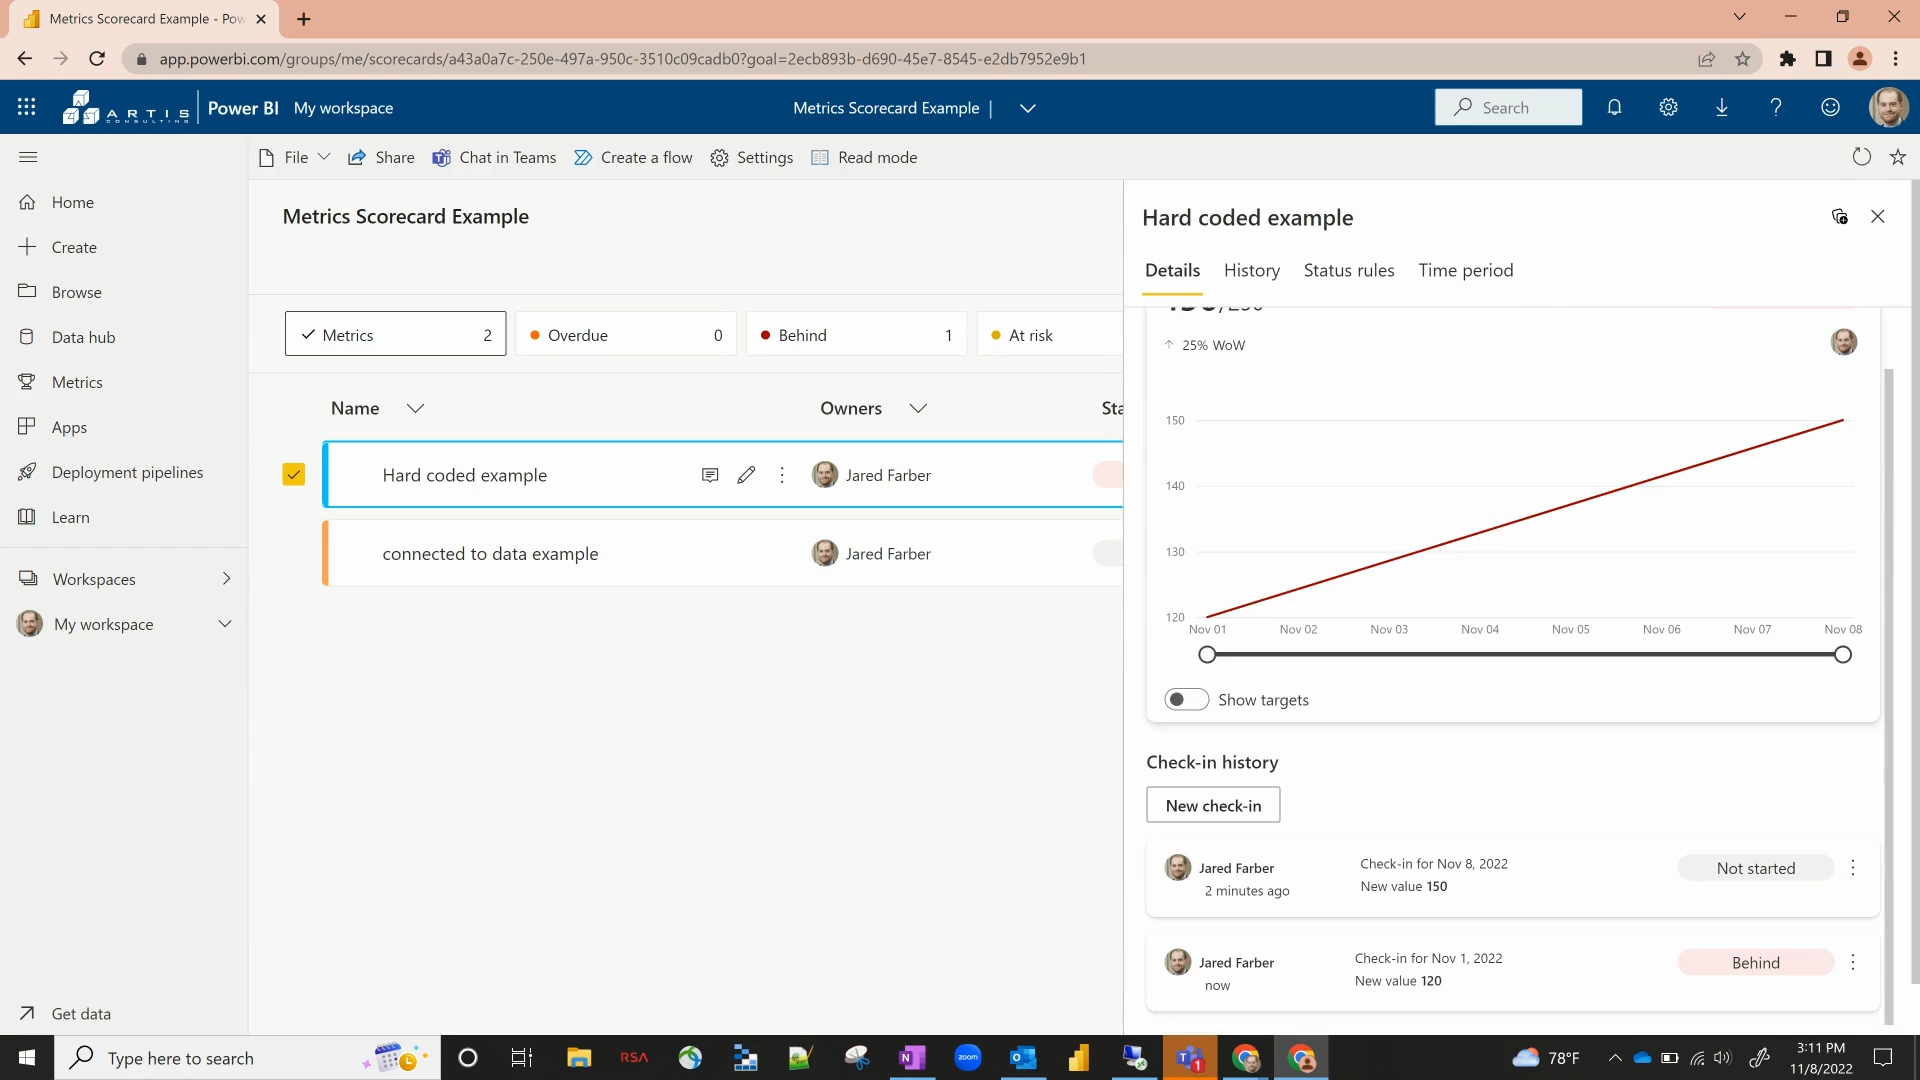 Metrics Scorecard Example - Pow
app.powerbi.com/groups/me/scorecards/a43a0a7c-250e-497a-950c-3510c09cadb0?goal=2ecb893b-d690-45e7-8545-e2db7952e9b1
ARTIS
CONSULTING
Power BI My workspace
Metrics Scorecard Example |
Search
File Share Chat in Teams Create a flow Settings Read mode
Home
Create
Browse
Data hub
Metrics
Apps
Deployment pipelines
Learn
Workspaces
My workspace
Get data
Metrics Scorecard Example
Metrics 2
Overdue 0
Behind 1
At risk
Name Owners Sta
Hard coded example Jared Farber
connected to data example Jared Farber
Hard coded example
Details History Status rules Time period
25% WoW
150
140
130
120
Nov 01 Nov 02 Nov 03 Nov 04 Nov 05 Nov 06 Nov 07 Nov 08
Show targets
Check-in history
New check-in
Jared Farber
2 minutes ago
Check-in for Nov 8, 2022
New value 150
Not started
Jared Farber
now
Check-in for Nov 1, 2022
New value 120
Behind
Type here to search
RSA
zoom
1
78°F
3:11 PM
11/8/2022